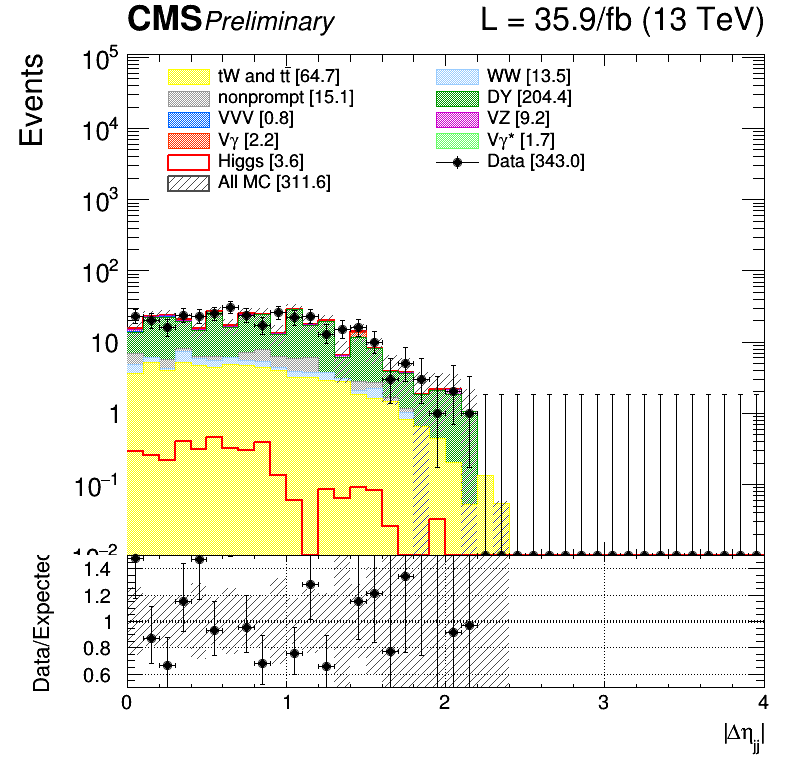 CMS Preliminary L = 35.9/fb (13 TeV)
Events
10^5
10^4
10^3
10^2
10
1
10^−1
10^−2
tW and tt̄ [64.7]
nonprompt [15.1]
VVV [0.8]
Vγ [2.2]
Higgs [3.6]
All MC [311.6]
WW [13.5]
DY [204.4]
VZ [9.2]
Vγ* [1.7]
Data [343.0]
Data/Expected
1.4
1.2
1
0.8
0.6
0 1 2 3 4
|Δη_jj|